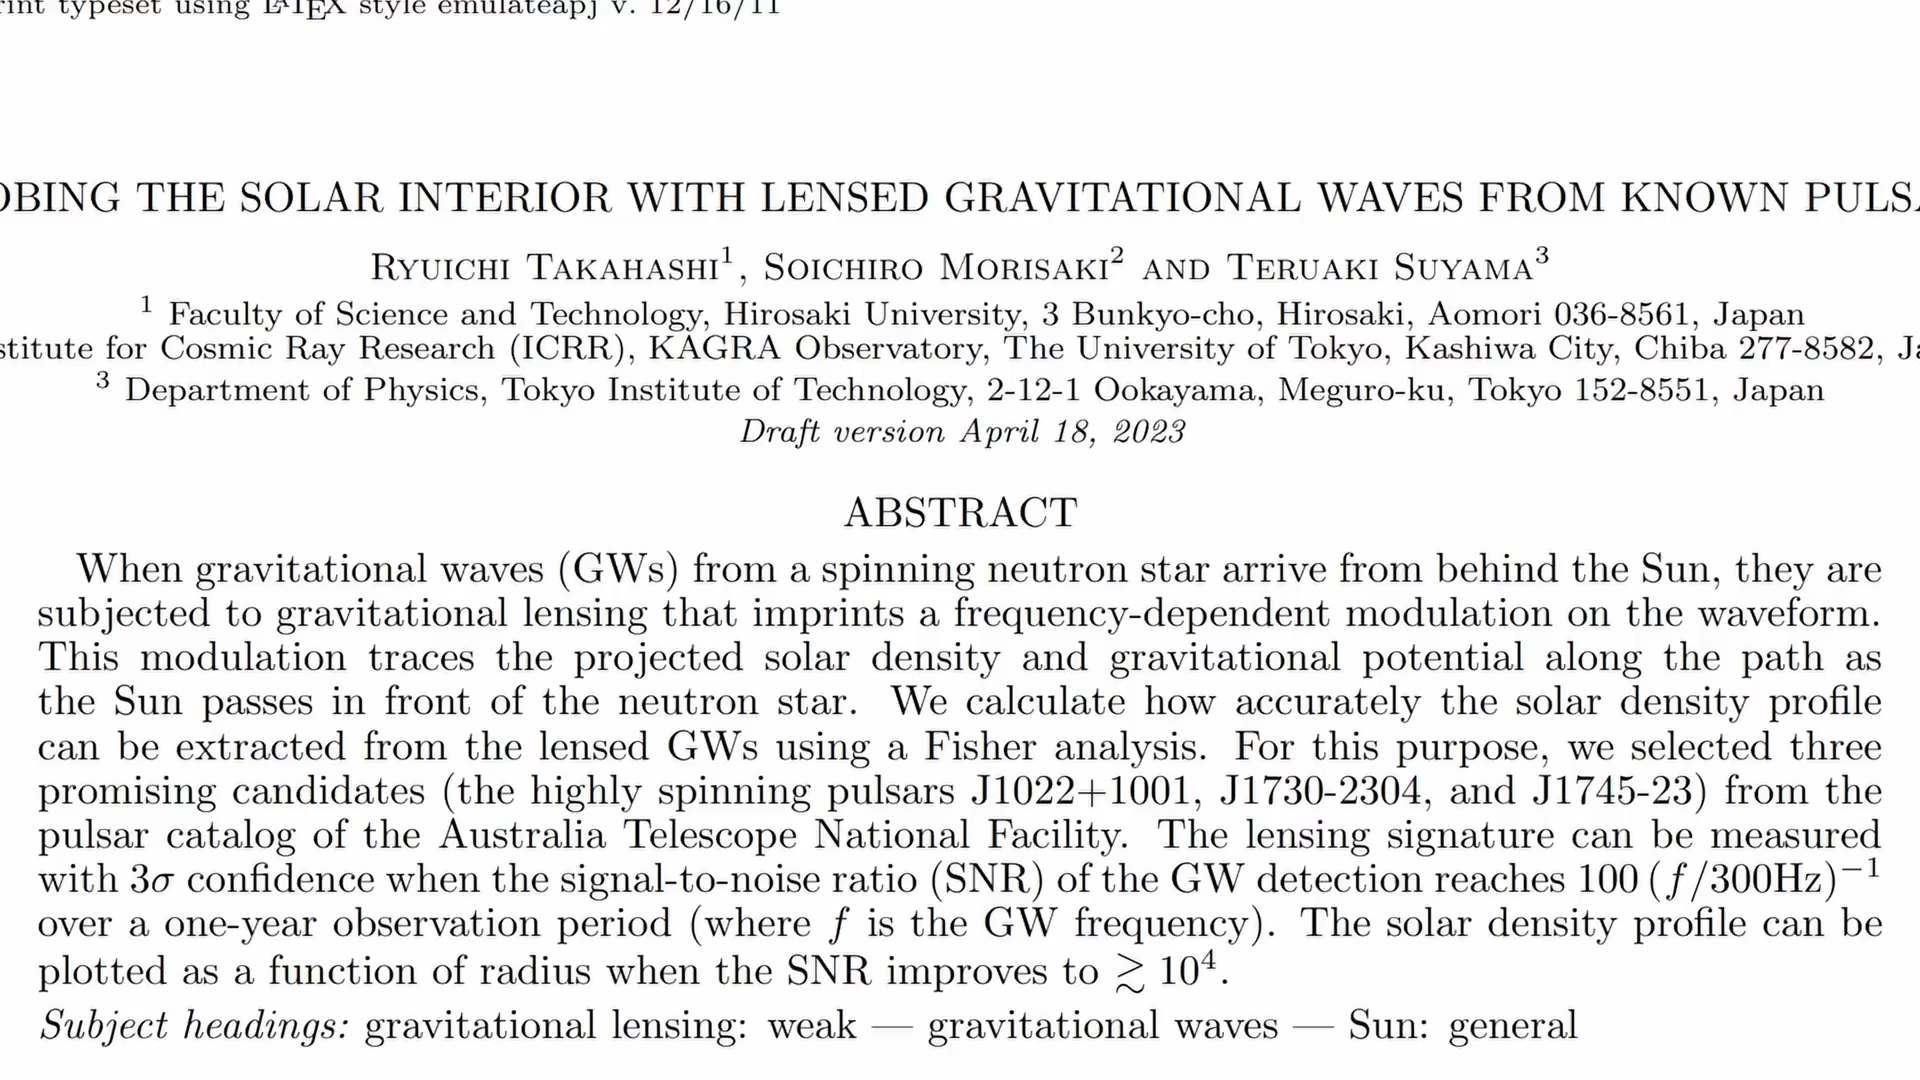 rint typeset using LATEX style emulateapj v. 12/16/11
OBING THE SOLAR INTERIOR WITH LENSED GRAVITATIONAL WAVES FROM KNOWN PULSA
Ryuichi Takahashi¹, Soichiro Morisaki² and Teruaki Suyama³
¹ Faculty of Science and Technology, Hirosaki University, 3 Bunkyo-cho, Hirosaki, Aomori 036-8561, Japan
stitute for Cosmic Ray Research (ICRR), KAGRA Observatory, The University of Tokyo, Kashiwa City, Chiba 277-8582, Ja
³ Department of Physics, Tokyo Institute of Technology, 2-12-1 Ookayama, Meguro-ku, Tokyo 152-8551, Japan
Draft version April 18, 2023
ABSTRACT
When gravitational waves (GWs) from a spinning neutron star arrive from behind the Sun, they are
subjected to gravitational lensing that imprints a frequency-dependent modulation on the waveform.
This modulation traces the projected solar density and gravitational potential along the path as
the Sun passes in front of the neutron star. We calculate how accurately the solar density profile
can be extracted from the lensed GWs using a Fisher analysis. For this purpose, we selected three
promising candidates (the highly spinning pulsars J1022+1001, J1730-2304, and J1745-23) from the
pulsar catalog of the Australia Telescope National Facility. The lensing signature can be measured
with 3σ confidence when the signal-to-noise ratio (SNR) of the GW detection reaches 100 (f/300Hz)⁻¹
over a one-year observation period (where f is the GW frequency). The solar density profile can be
plotted as a function of radius when the SNR improves to ≳ 10⁴.
Subject headings: gravitational lensing: weak — gravitational waves — Sun: general